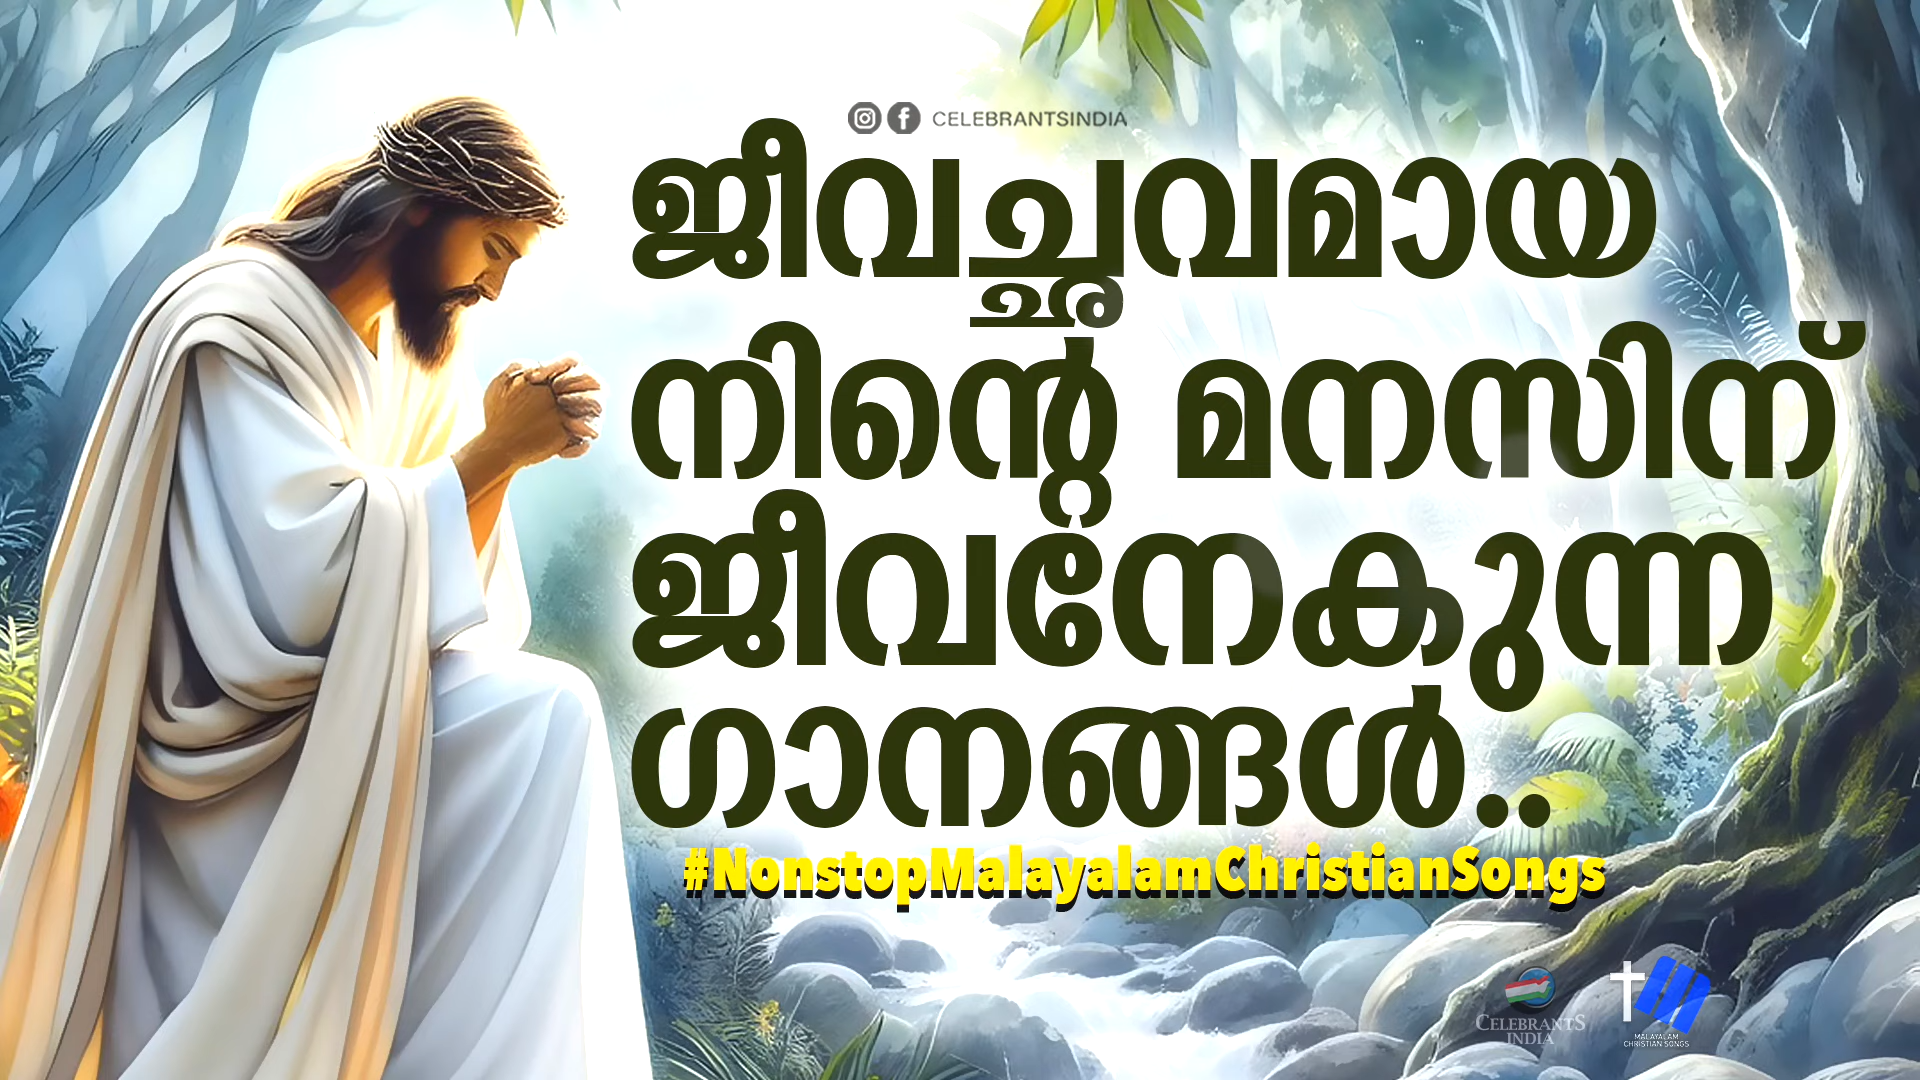 CELEBRANTSINDIA
ജീവച്ഛവമായ
നിന്റെ മനസിന്
ജീവനേകുന്ന
ഗാനങ്ങൾ..
#NonstopMalayalamChristianSongs
CELEBRANTS
INDIA
MALAYALAM
CHRISTIAN SONGS